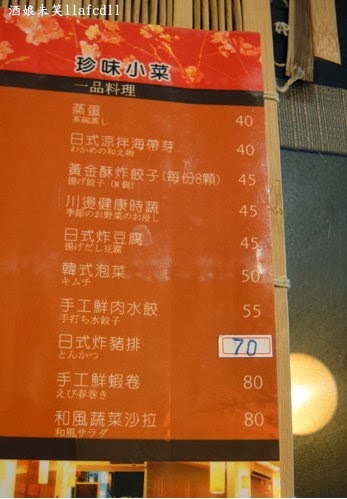 酒娘未笑llafcdll
珍味小菜
一品料理
蒸蛋 40
茶碗蒸し
日式涼拌海帶芽 40
わかめの和え物
黃金酥炸餃子(每份8顆) 45
揚げ餃子 (8個)
川燙健康時蔬 45
季節のお野菜のお浸し
日式炸豆腐 45
揚げだし豆腐
韓式泡菜 50
キムチ
手工鮮肉水餃 55
手打ち水餃子
日式炸豬排 70
とんかつ
手工鮮蝦卷 80
えび春巻き
和風蔬菜沙拉 80
和風サラダ